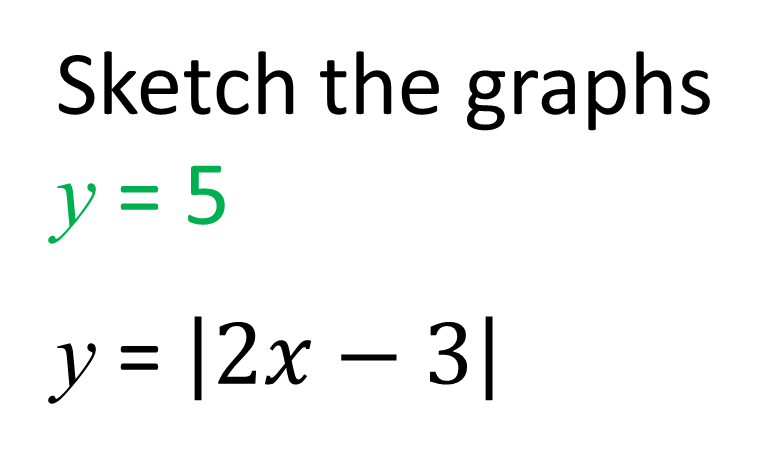 Sketch the graphs
y = 5
y = |2x − 3|